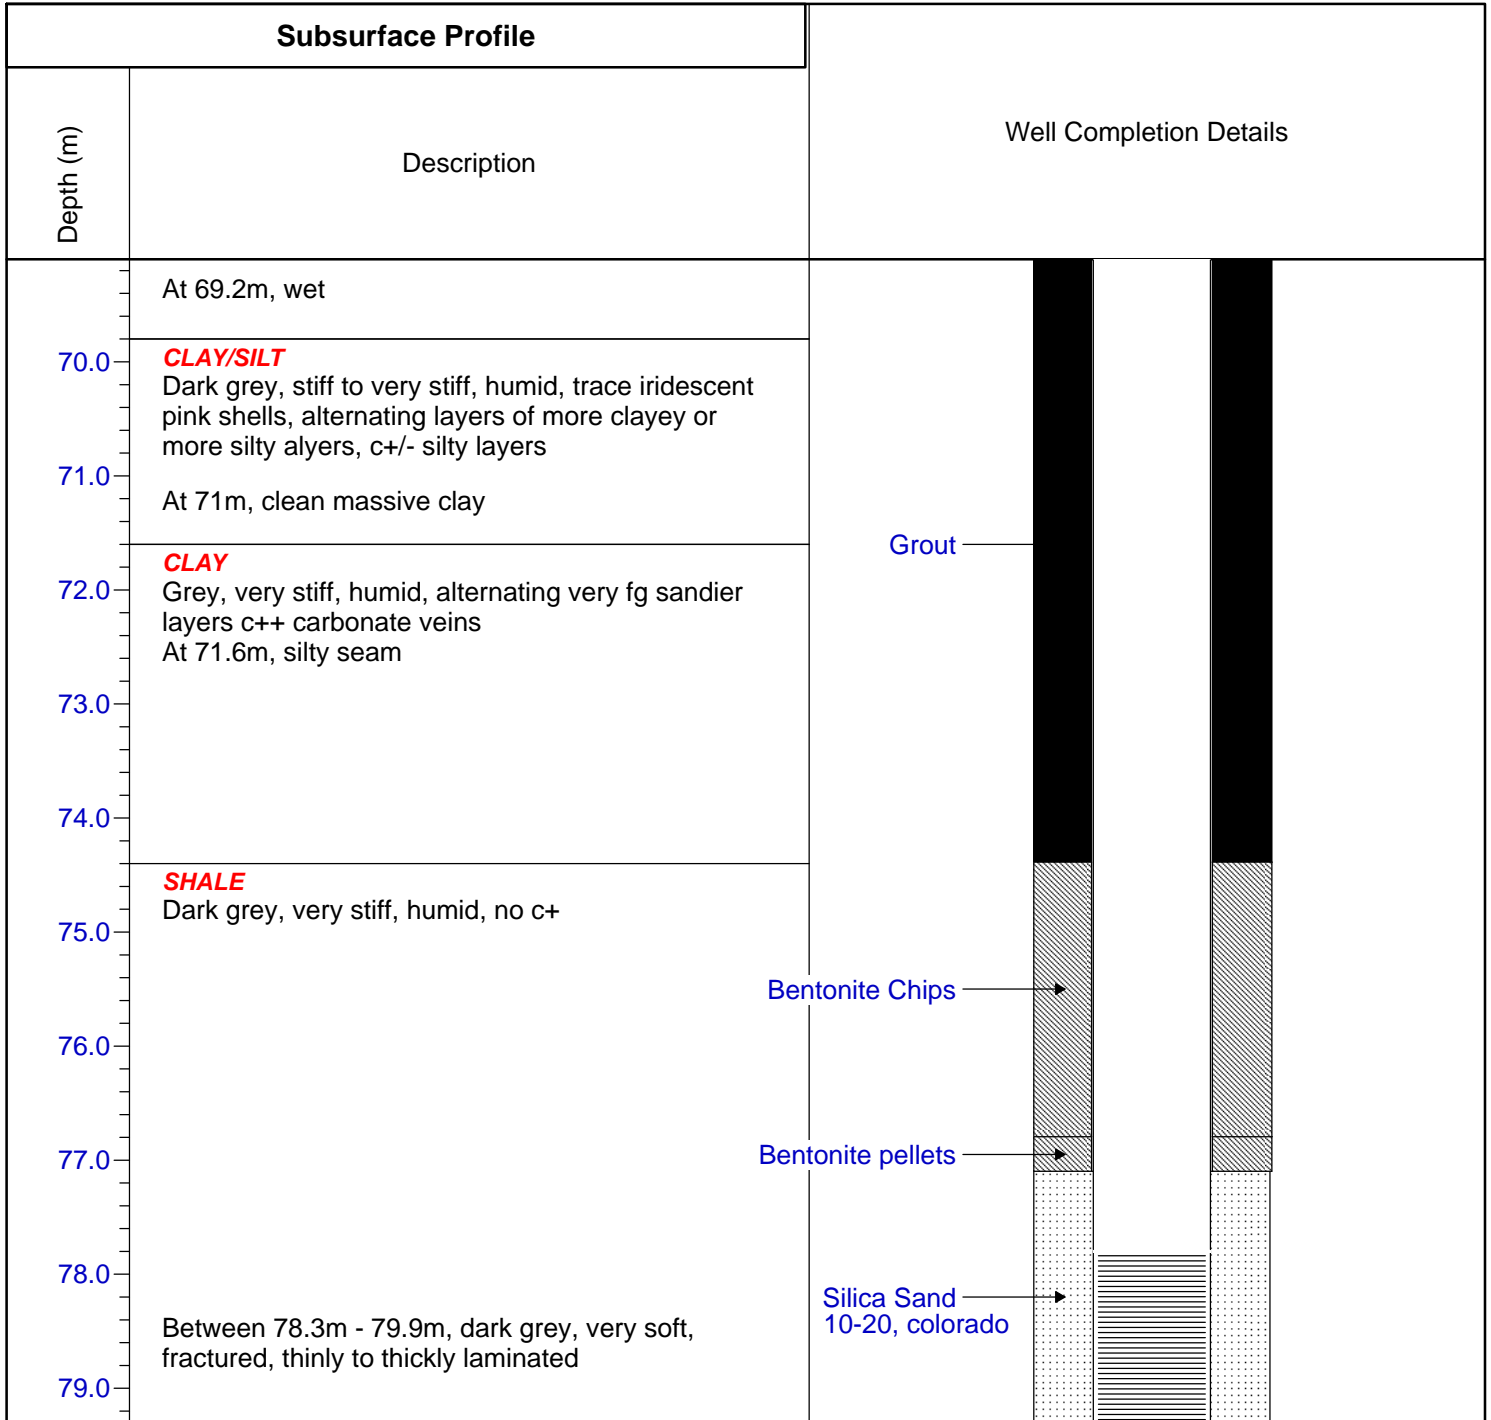 Subsurface Profile
Depth (m)
Description
Well Completion Details
At 69.2m, wet
70.0
CLAY/SILT
Dark grey, stiff to very stiff, humid, trace iridescent
pink shells, alternating layers of more clayey or
more silty alyers, c+/- silty layers
71.0
At 71m, clean massive clay
Grout
CLAY
72.0
Grey, very stiff, humid, alternating very fg sandier
layers c++ carbonate veins
At 71.6m, silty seam
73.0
74.0
SHALE
Dark grey, very stiff, humid, no c+
75.0
Bentonite Chips
76.0
Bentonite pellets
77.0
78.0
Silica Sand
10-20, colorado
Between 78.3m - 79.9m, dark grey, very soft,
fractured, thinly to thickly laminated
79.0